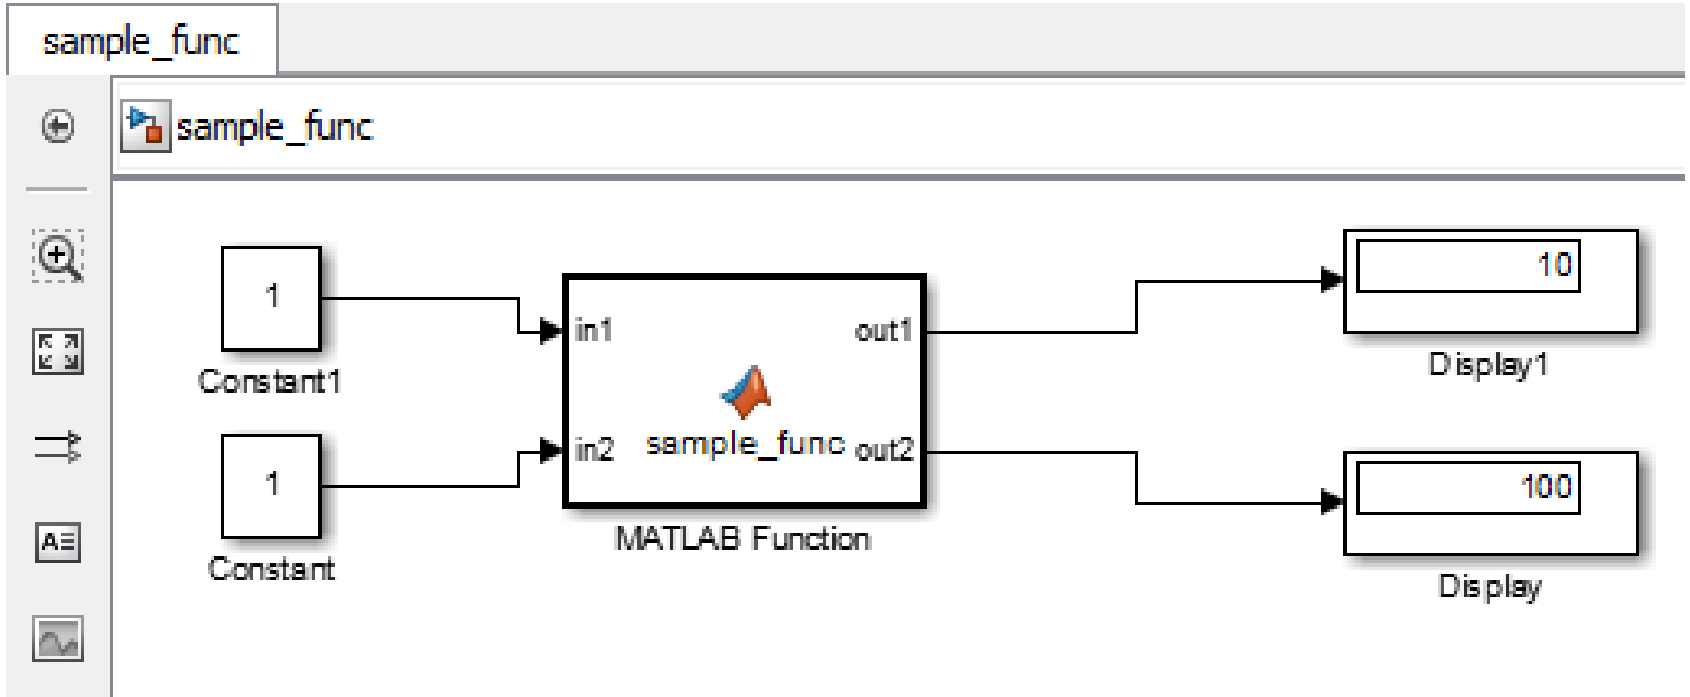 sample_func
sample_func
1
Constant1
1
Constant
in1
out1
in2
sample_func
out2
MATLAB Function
10
Display1
100
Display
A